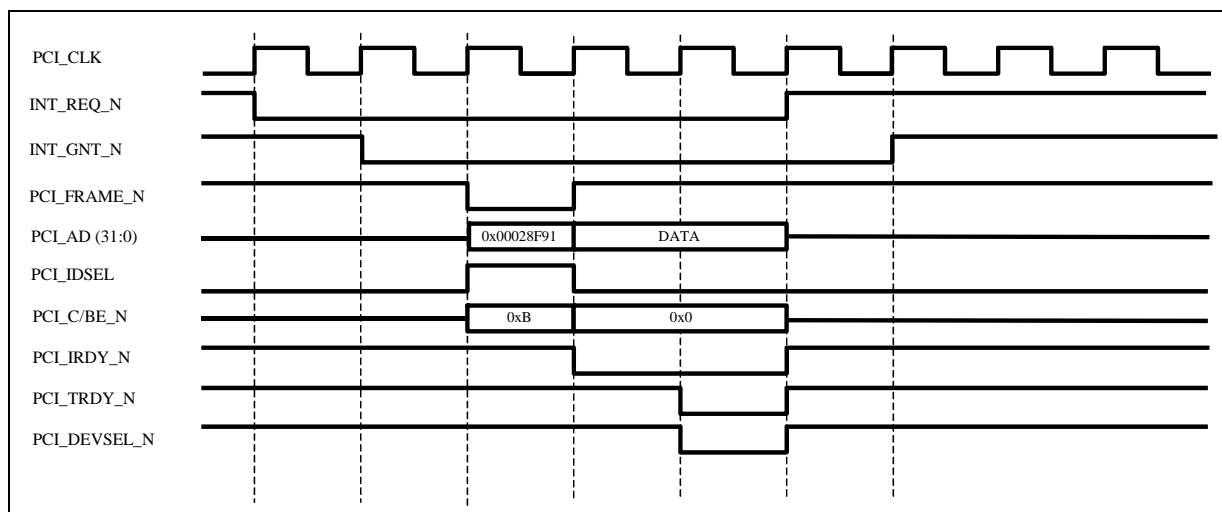 PCI_CLK
INT_REQ_N
INT_GNT_N
PCI_FRAME_N
PCI_AD (31:0) 0x00028F91 DATA
PCI_IDSEL
PCI_C/BE_N 0xB 0x0
PCI_IRDY_N
PCI_TRDY_N
PCI_DEVSEL_N